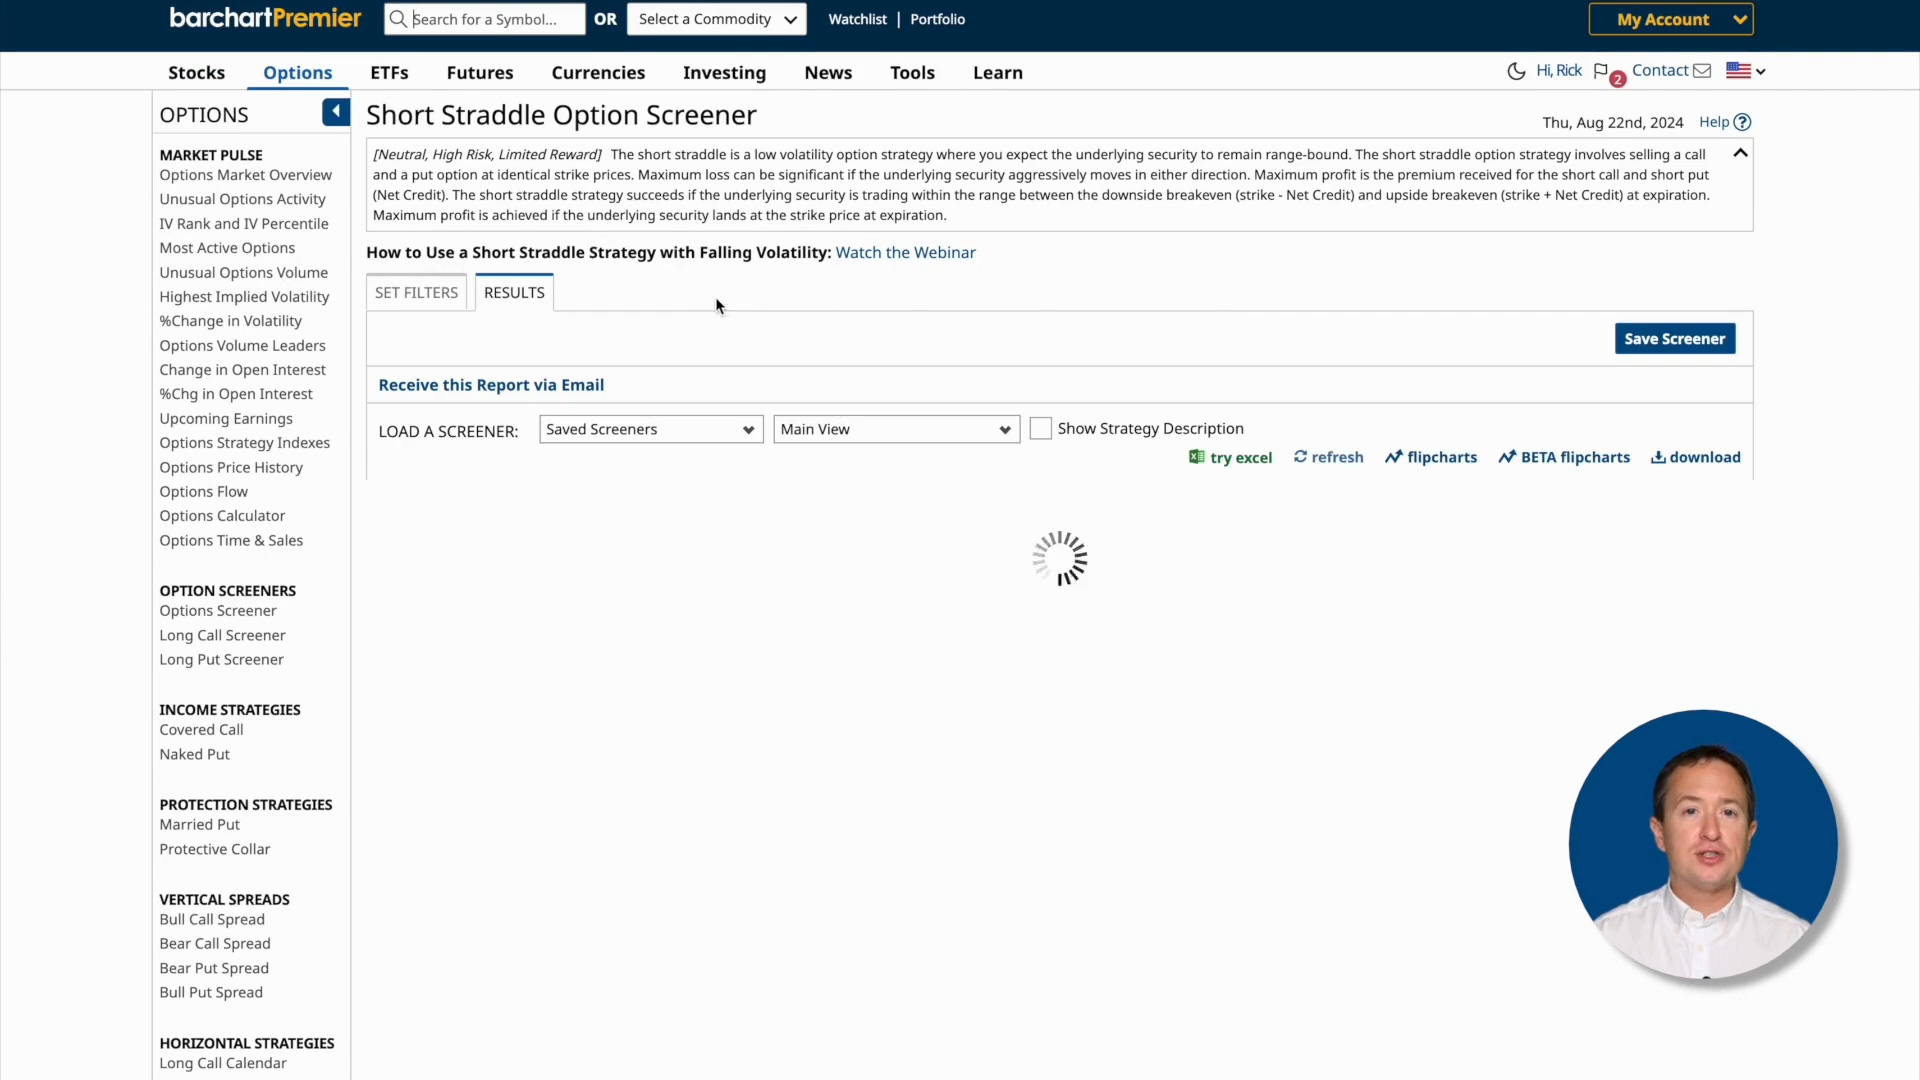 barchartPremier
Search for a Symbol...
OR
Select a Commodity
Watchlist | Portfolio
My Account
Stocks
Options
ETFs
Futures
Currencies
Investing
News
Tools
Learn
Hi, Rick
2
Contact
OPTIONS
MARKET PULSE
Options Market Overview
Unusual Options Activity
IV Rank and IV Percentile
Most Active Options
Unusual Options Volume
Highest Implied Volatility
%Change in Volatility
Options Volume Leaders
Change in Open Interest
%Chg in Open Interest
Upcoming Earnings
Options Strategy Indexes
Options Price History
Options Flow
Options Calculator
Options Time & Sales
OPTION SCREENERS
Options Screener
Long Call Screener
Long Put Screener
INCOME STRATEGIES
Covered Call
Naked Put
PROTECTION STRATEGIES
Married Put
Protective Collar
VERTICAL SPREADS
Bull Call Spread
Bear Call Spread
Bear Put Spread
Bull Put Spread
HORIZONTAL STRATEGIES
Long Call Calendar
Short Straddle Option Screener
Thu, Aug 22nd, 2024
Help ?
[Neutral, High Risk, Limited Reward] The short straddle is a low volatility option strategy where you expect the underlying security to remain range-bound. The short straddle option strategy involves selling a call
and a put option at identical strike prices. Maximum loss can be significant if the underlying security aggressively moves in either direction. Maximum profit is the premium received for the short call and short put
(Net Credit). The short straddle strategy succeeds if the underlying security is trading within the range between the downside breakeven (strike - Net Credit) and upside breakeven (strike + Net Credit) at expiration.
Maximum profit is achieved if the underlying security lands at the strike price at expiration.
How to Use a Short Straddle Strategy with Falling Volatility: Watch the Webinar
SET FILTERS
RESULTS
Save Screener
Receive this Report via Email
LOAD A SCREENER:
Saved Screeners
Main View
Show Strategy Description
try excel
refresh
flipcharts
BETA flipcharts
download